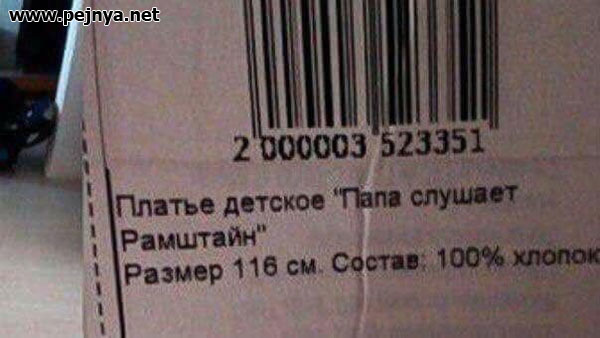 www.pejnya.net
2 000003 523351
Платье детское "Папа слушает
Рамштайн"
Размер 116 см. Состав: 100% хлопок